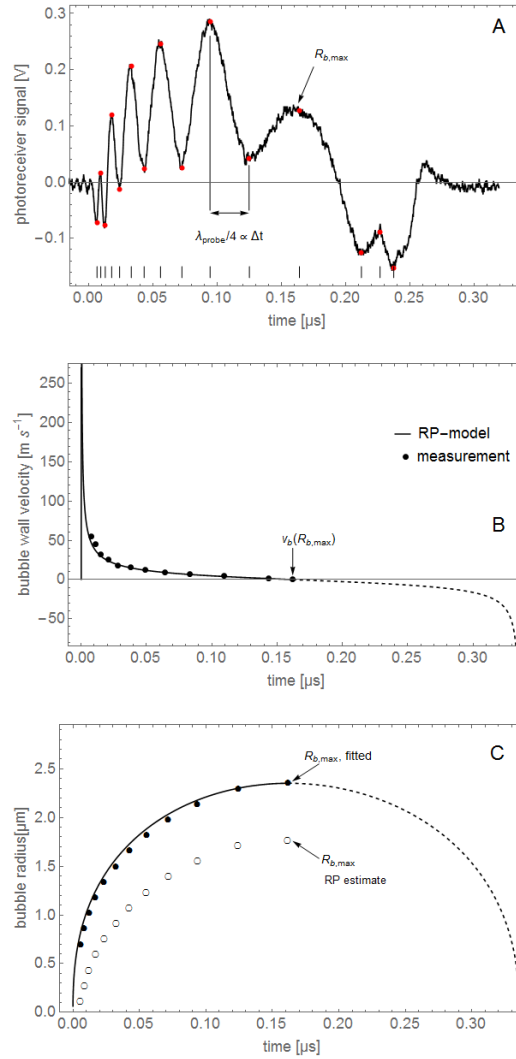 A
photoreceiver signal [V]
0.3
0.2
0.1
0.0
−0.1
R_b,max
λ_probe/4 ∝ Δt
0.00 0.05 0.10 0.15 0.20 0.25 0.30
time [µs]
bubble wall velocity [m s⁻¹]
250
200
150
100
50
0
−50
RP−model
measurement
B
v_b(R_b,max)
0.00 0.05 0.10 0.15 0.20 0.25 0.30
time [µs]
C
bubble radius[µm]
2.5
2.0
1.5
1.0
0.5
0.0
R_b,max, fitted
R_b,max
RP estimate
0.00 0.05 0.10 0.15 0.20 0.25 0.30
time [µs]